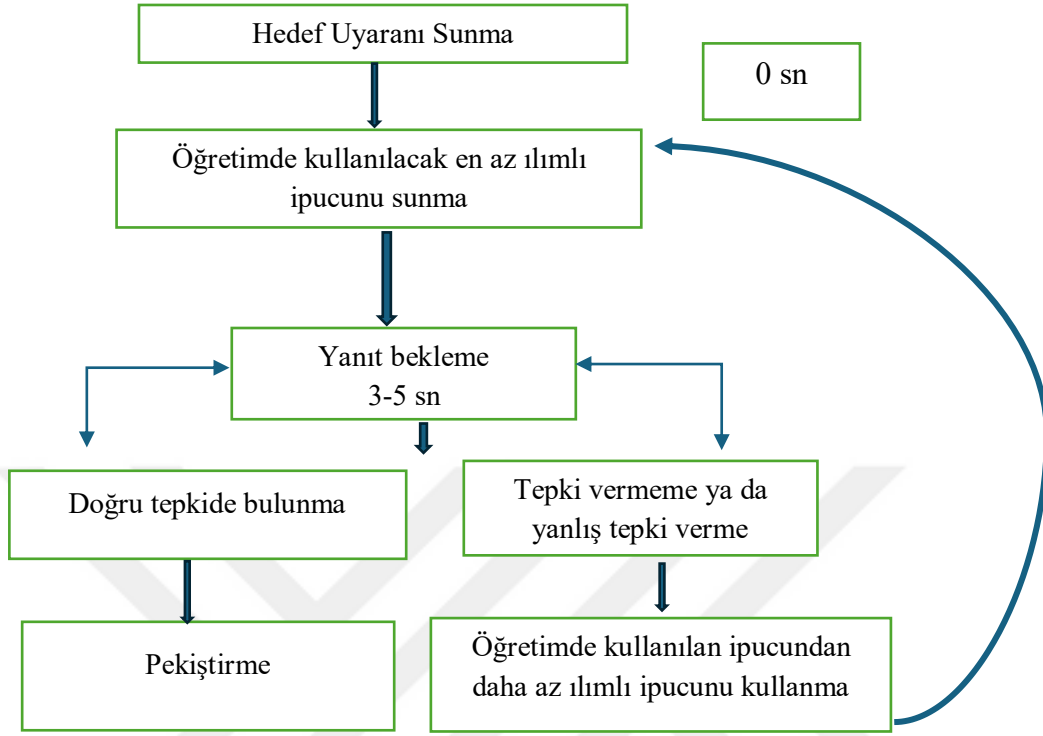 Hedef Uyaranı Sunma
0 sn
Öğretimde kullanılacak en az ılımlı
ipucunu sunma
Yanıt bekleme
3-5 sn
Doğru tepkide bulunma
Tepki vermeme ya da
yanlış tepki verme
Pekiştirme
Öğretimde kullanılan ipucundan
daha az ılımlı ipucunu kullanma